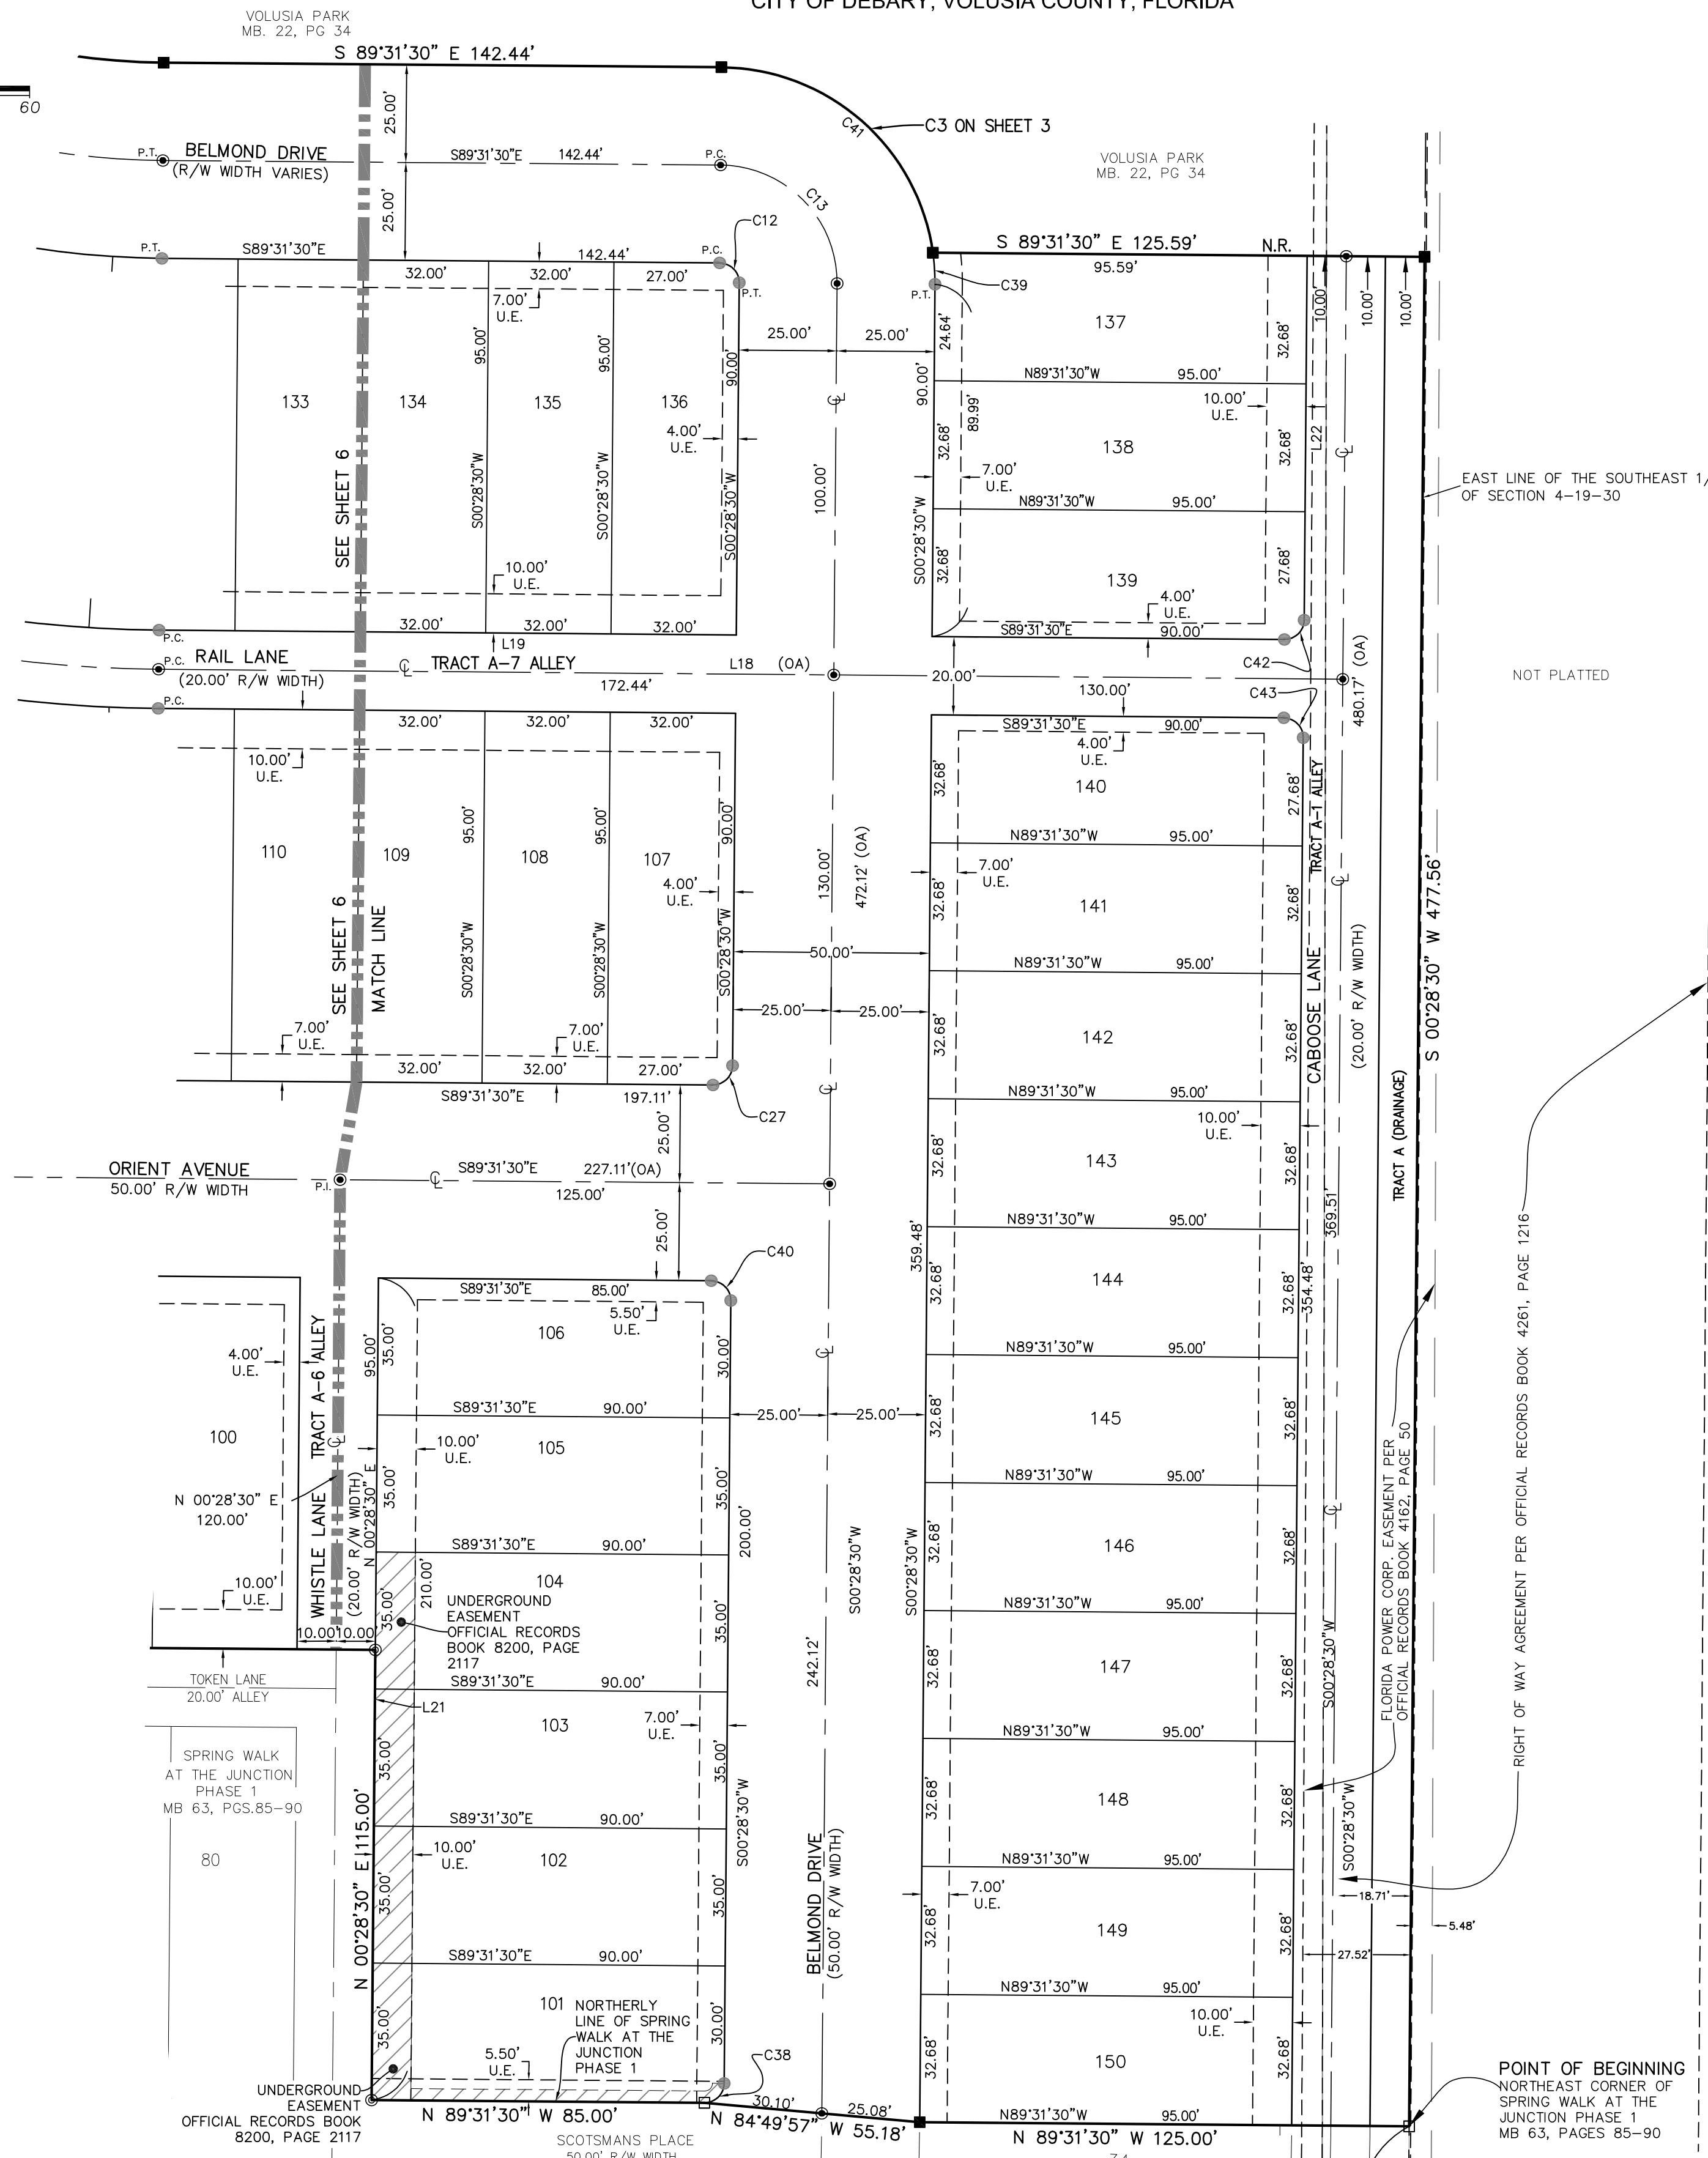 CITY OF DEBARY, VOLUSIA COUNTY, FLORIDA
VOLUSIA PARK
MB. 22, PG 34
S 89°31'30" E 142.44'
60
25.00'
C41
C3 ON SHEET 3
P.T.
BELMOND DRIVE
(R/W WIDTH VARIES)
S89°31'30"E 142.44'
P.C.
VOLUSIA PARK
MB. 22, PG 34
25.00'
C13
C12
P.T.
S89°31'30"E
142.44'
P.C.
S 89°31'30" E 125.59'
N.R.
32.00'
32.00'
27.00'
95.59'
7.00'
U.E.
P.T.
P.T.
C39
10.00'
10.00'
10.00'
25.00'
25.00'
137
24.64'
32.68'
95.00'
95.00'
90.00'
90.00'
N89°31'30"W 95.00'
133
134
135
136
4.00'
U.E.
89.99'
10.00'
U.E.
L22
138
32.68'
32.68'
SEE SHEET 6
S00°28'30"W
S00°28'30"W
S00°28'30"W
100.00'
7.00'
U.E.
N89°31'30"W 95.00'
EAST LINE OF THE SOUTHEAST 1/
OF SECTION 4-19-30
S00°28'30"W
10.00'
U.E.
139
32.68'
27.68'
4.00'
U.E.
32.00'
32.00'
32.00'
S89°31'30"E 90.00'
P.C.
L19
P.C.
RAIL LANE
(20.00' R/W WIDTH)
TRACT A-7 ALLEY
L18 (OA)
172.44'
20.00'
130.00'
C42
C43
480.17' (OA)
NOT PLATTED
P.C.
32.00'
32.00'
32.00'
S89°31'30"E 90.00'
10.00'
U.E.
4.00'
U.E.
32.68'
140
27.68'
TRACT A-1 ALLEY
95.00'
95.00'
90.00'
N89°31'30"W 95.00'
110
109
108
107
4.00'
U.E.
130.00'
472.12' (OA)
7.00'
U.E.
32.68'
141
32.68'
S 00°28'30" W 477.56'
SEE SHEET 6
MATCH LINE
S00°28'30"W
S00°28'30"W
S00°28'30"W
50.00'
N89°31'30"W 95.00'
25.00'
25.00'
32.68'
142
32.68'
CABOOSE LANE
(20.00' R/W WIDTH)
7.00'
U.E.
7.00'
U.E.
32.00'
32.00'
27.00'
S89°31'30"E
197.11'
C27
N89°31'30"W 95.00'
10.00'
U.E.
25.00'
32.68'
143
32.68'
TRACT A (DRAINAGE)
ORIENT AVENUE
50.00' R/W WIDTH
P.I.
S89°31'30"E 227.11'(OA)
125.00'
N89°31'30"W 95.00'
369.51'
25.00'
359.48'
C40
32.68'
144
32.68'
354.48'
S89°31'30"E 85.00'
5.50'
U.E.
106
95.00'
35.00'
30.00'
N89°31'30"W 95.00'
4.00'
U.E.
WHISTLE LANE TRACT A-6 ALLEY
(20.00' R/W WIDTH)
S89°31'30"E 90.00'
25.00'
25.00'
32.68'
145
32.68'
100
10.00'
U.E.
105
35.00'
35.00'
N 00°28'30" E
N89°31'30"W 95.00'
N 00°28'30" E
120.00'
200.00'
S89°31'30"E 90.00'
S00°28'30"W
S00°28'30"W
32.68'
146
32.68'
10.00'
U.E.
104
35.00'
210.00'
35.00'
UNDERGROUND
EASEMENT
OFFICIAL RECORDS
BOOK 8200, PAGE
2117
N89°31'30"W 95.00'
10.00'
10.00'
32.68'
147
32.68'
S00°28'30"W
FLORIDA POWER CORP. EASEMENT PER
OFFICIAL RECORDS BOOK 4162, PAGE 50
RIGHT OF WAY AGREEMENT PER OFFICIAL RECORDS BOOK 4261, PAGE 1216
TOKEN LANE
20.00' ALLEY
S89°31'30"E 90.00'
L21
242.12'
103
7.00'
U.E.
N89°31'30"W 95.00'
SPRING WALK
AT THE JUNCTION
PHASE 1
MB 63, PGS.85-90
35.00'
35.00'
32.68'
148
32.68'
S89°31'30"E 90.00'
S00°28'30"W
S00°28'30"W
80
N 00°28'30" E 115.00'
10.00'
U.E.
102
35.00'
35.00'
BELMOND DRIVE
(50.00' R/W WIDTH)
N89°31'30"W 95.00'
7.00'
U.E.
18.71'
5.48'
32.68'
149
32.68'
27.52'
S89°31'30"E 90.00'
N89°31'30"W 95.00'
101
35.00'
30.00'
NORTHERLY
LINE OF SPRING
WALK AT THE
JUNCTION
PHASE 1
10.00'
U.E.
5.50'
U.E.
C38
32.68'
150
32.68'
POINT OF BEGINNING
NORTHEAST CORNER OF
SPRING WALK AT THE
JUNCTION PHASE 1
MB 63, PAGES 85-90
UNDERGROUND
EASEMENT
OFFICIAL RECORDS BOOK
8200, PAGE 2117
30.10'
25.08'
N 89°31'30" W 85.00'
N 84°49'57" W 55.18'
N89°31'30"W 95.00'
N 89°31'30" W 125.00'
SCOTSMANS PLACE
50.00' R/W WIDTH